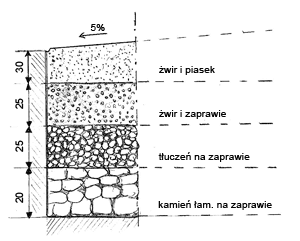 5%
30
żwir i piasek
25
żwir i zaprawie
25
tłuczeń na zaprawie
20
kamień łam. na zaprawie